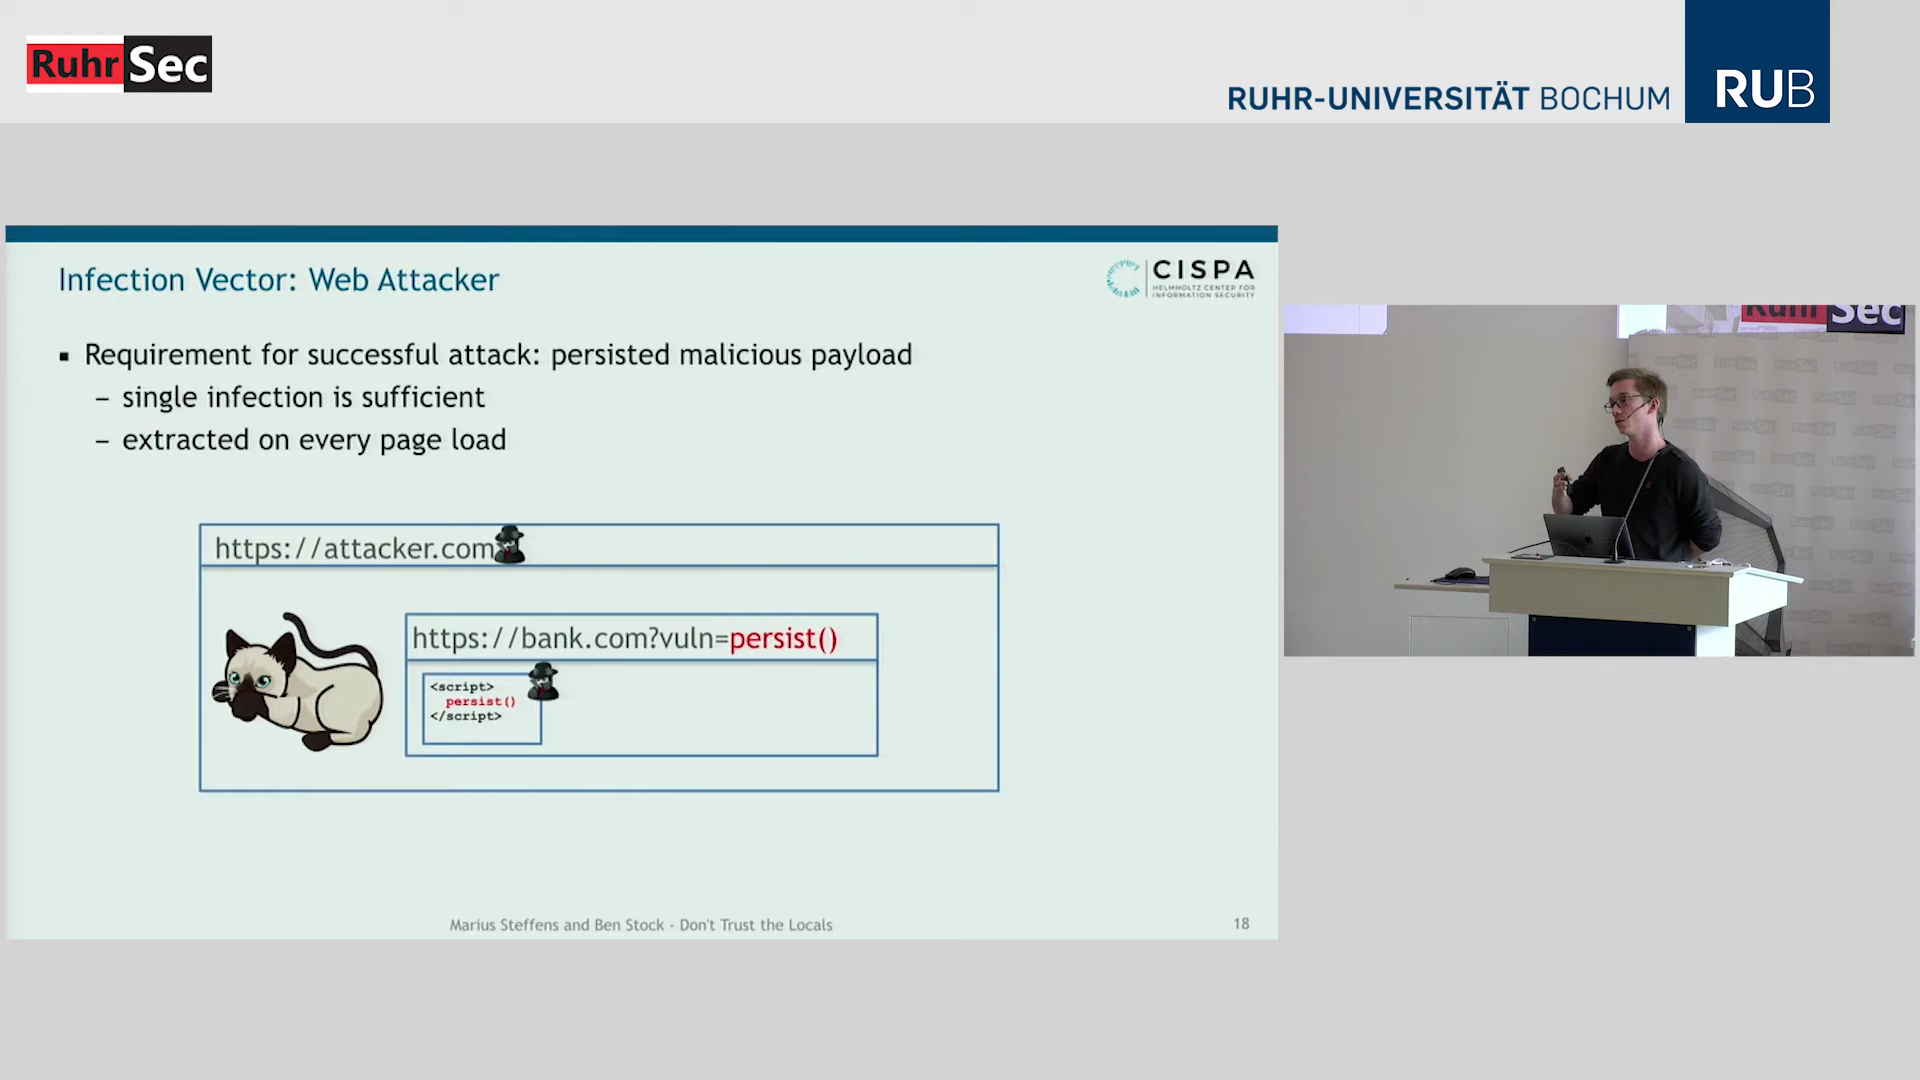 RuhrSec
RUHR-UNIVERSITÄT BOCHUM
RUB
Infection Vector: Web Attacker
CISPA
HELMHOLTZ CENTER FOR
INFORMATION SECURITY
▪ Requirement for successful attack: persisted malicious payload
– single infection is sufficient
– extracted on every page load
https://attacker.com
https://bank.com?vuln=persist()
<script>
persist()
</script>
Marius Steffens and Ben Stock - Don't Trust the Locals
18
RuhrSec